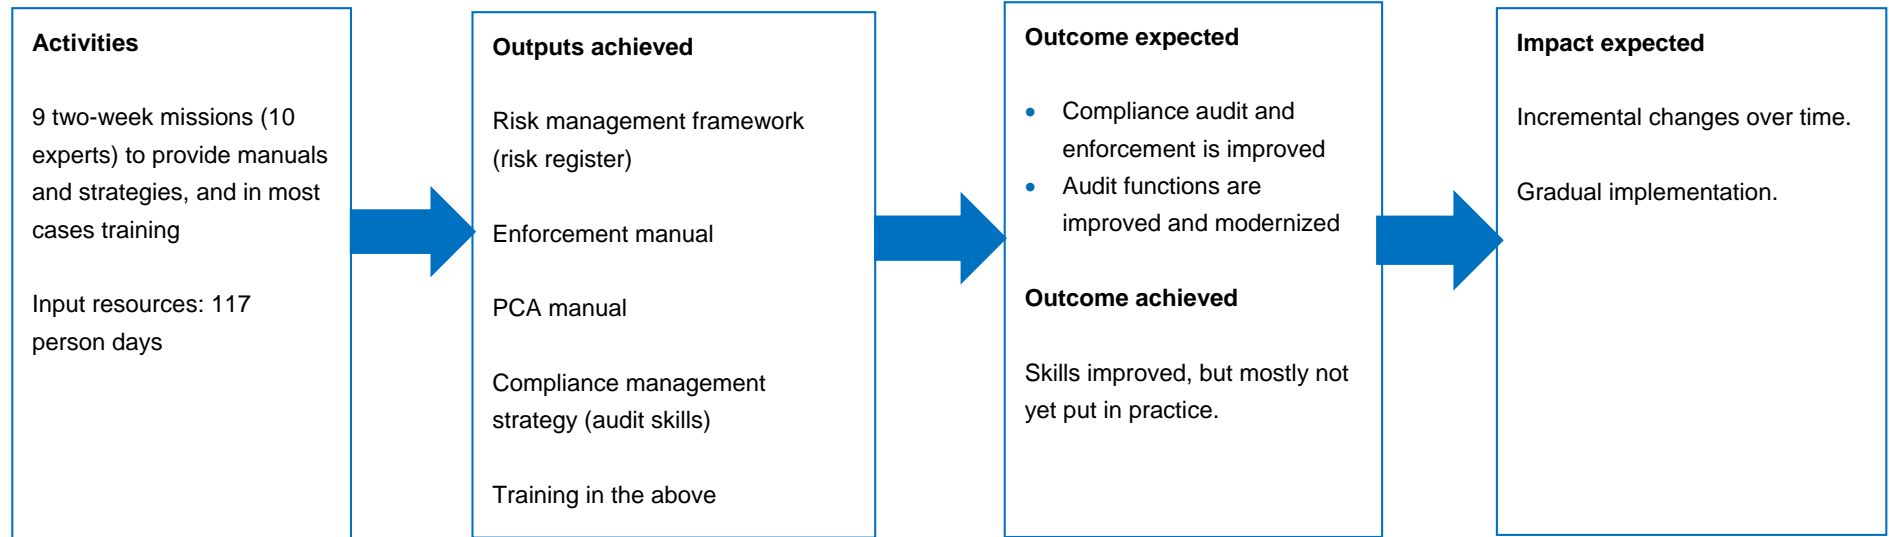 Activities
9 two-week missions (10
experts) to provide manuals
and strategies, and in most
cases training
Input resources: 117
person days
Outputs achieved
Risk management framework
(risk register)
Enforcement manual
PCA manual
Compliance management
strategy (audit skills)
Training in the above
Outcome expected
• Compliance audit and
enforcement is improved
• Audit functions are
improved and modernized
Outcome achieved
Skills improved, but mostly not
yet put in practice.
Impact expected
Incremental changes over time.
Gradual implementation.